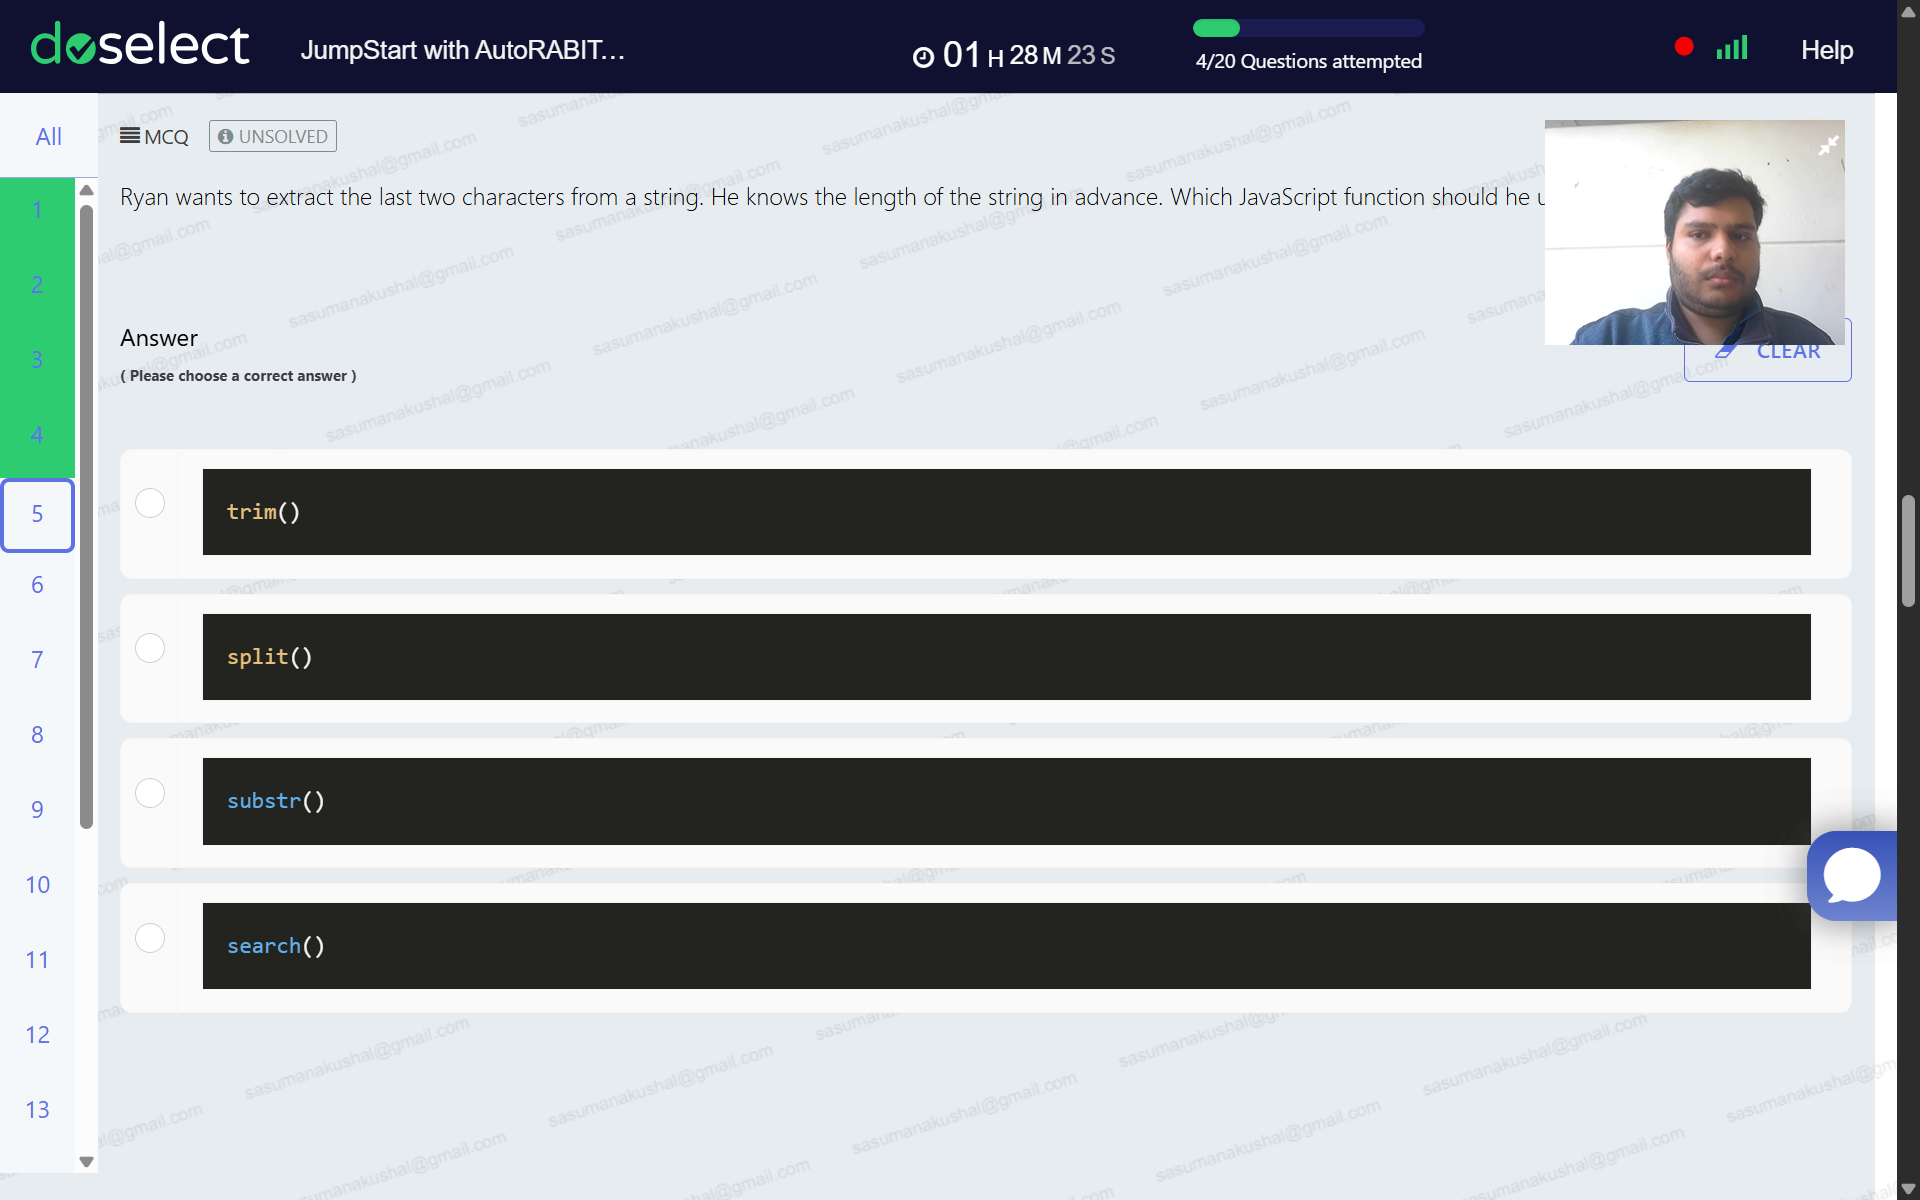 doselect
JumpStart with AutoRABIT...
01 H 28 M 23 S
4/20 Questions attempted
Help
All
MCQ
UNSOLVED
Ryan wants to extract the last two characters from a string. He knows the length of the string in advance. Which JavaScript function should he
Answer
CLEAR
( Please choose a correct answer )
1
2
3
4
5
6
7
8
9
10
11
12
13
trim()
split()
substr()
search()
sasumanakushal@gmail.com